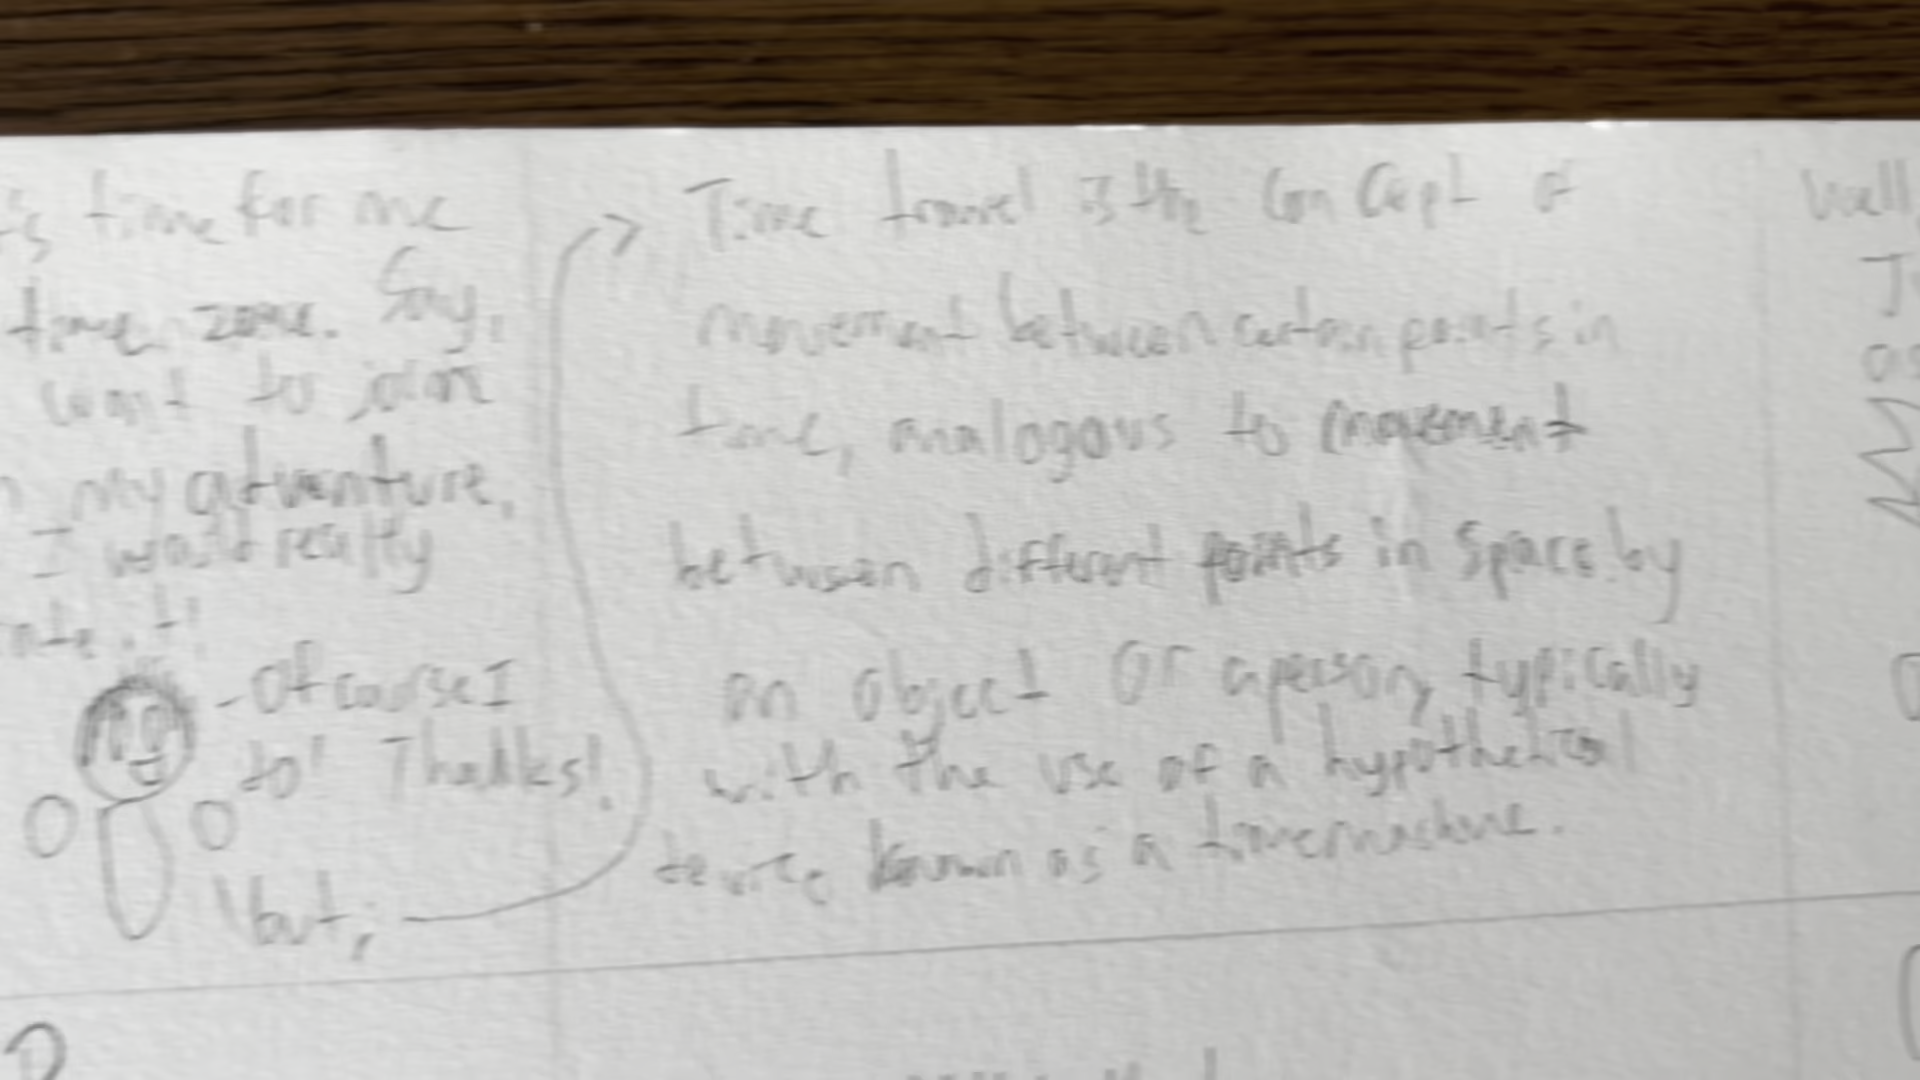 time for me
time zone. Say,
want to join
my adventure.
I would really
-Of course I
to! Thanks!
but;
Time travel is the Concept of
movement between certain points in
time, analogous to movement
between different points in Space by
an object or a person, typically
with the use of a hypothetical
device known as a time machine.
Well,